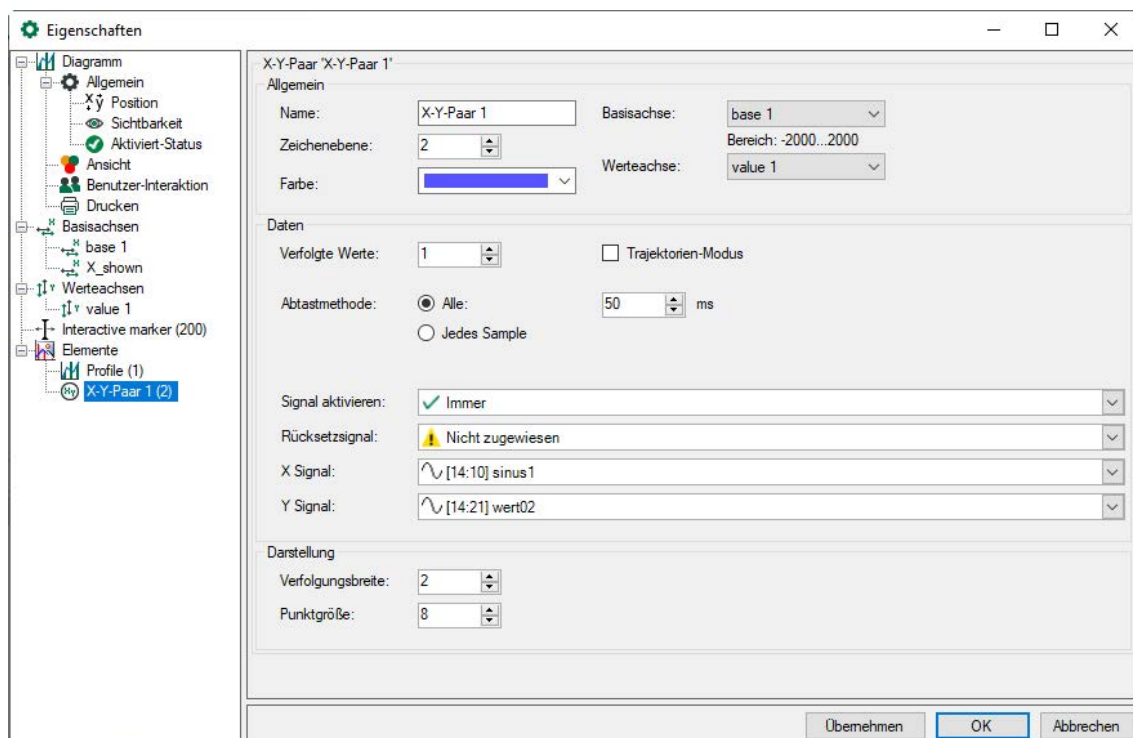 Eigenschaften
Diagramm
Allgemein
Position
Sichtbarkeit
Aktiviert-Status
Ansicht
Benutzer-Interaktion
Drucken
Basisachsen
base 1
X_shown
Werteachsen
value 1
Interactive marker (200)
Elemente
Profile (1)
X-Y-Paar 1 (2)
X-Y-Paar 'X-Y-Paar 1'
Allgemein
Name: X-Y-Paar 1 Basisachse: base 1
Bereich: -2000...2000
Zeichenebene: 2
Werteachse: value 1
Farbe:
Daten
Verfolgte Werte: 1 Trajektorien-Modus
Abtastmethode: Alle: 50 ms
Jedes Sample
Signal aktivieren: Immer
Rücksetzsignal: Nicht zugewiesen
X Signal: [14:10] sinus1
Y Signal: [14:21] wert02
Darstellung
Verfolgungsbreite: 2
Punktgröße: 8
Übernehmen OK Abbrechen